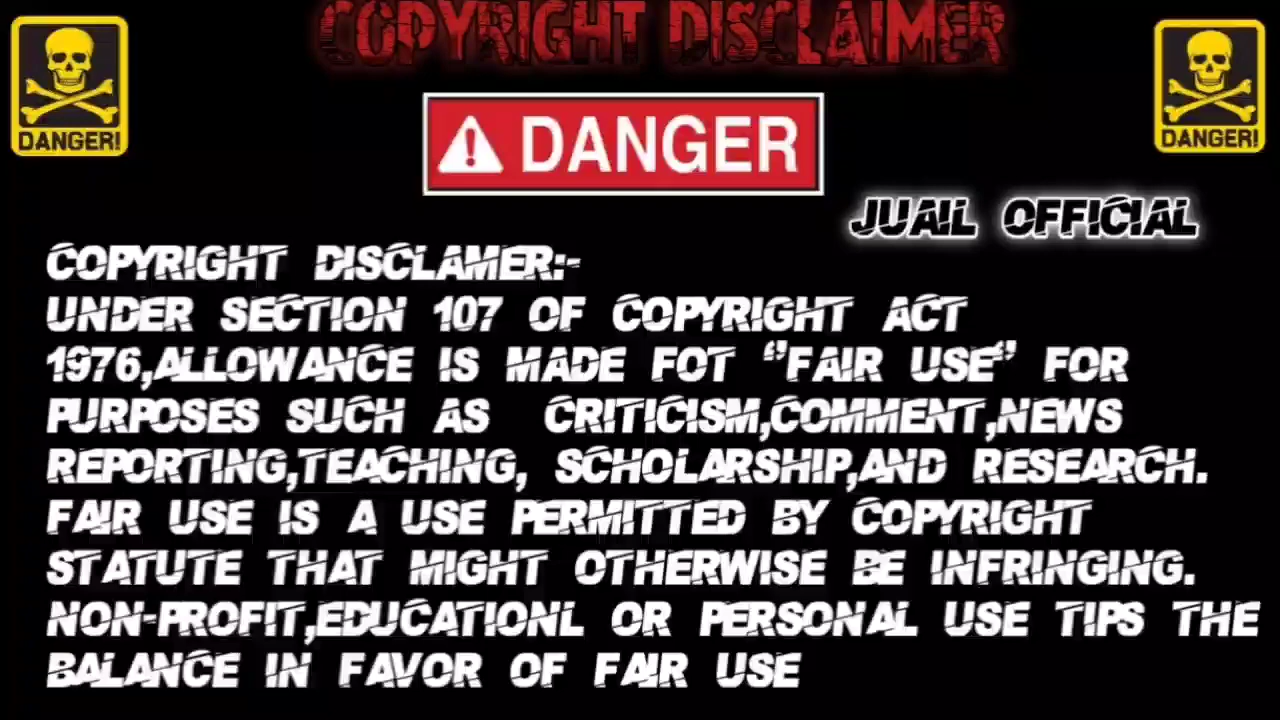 COPYRIGHT DISCLAIMER
DANGER!
DANGER
DANGER!
JUAIL OFFICIAL
COPYRIGHT DISCLAMER:-
UNDER SECTION 107 OF COPYRIGHT ACT
1976,ALLOWANCE IS MADE FOT "FAIR USE" FOR
PURPOSES SUCH AS CRITICISM,COMMENT,NEWS
REPORTING,TEACHING, SCHOLARSHIP,AND RESEARCH.
FAIR USE IS A USE PERMITTED BY COPYRIGHT
STATUTE THAT MIGHT OTHERWISE BE INFRINGING.
NON-PROFIT,EDUCATIONL OR PERSONAL USE TIPS THE
BALANCE IN FAVOR OF FAIR USE